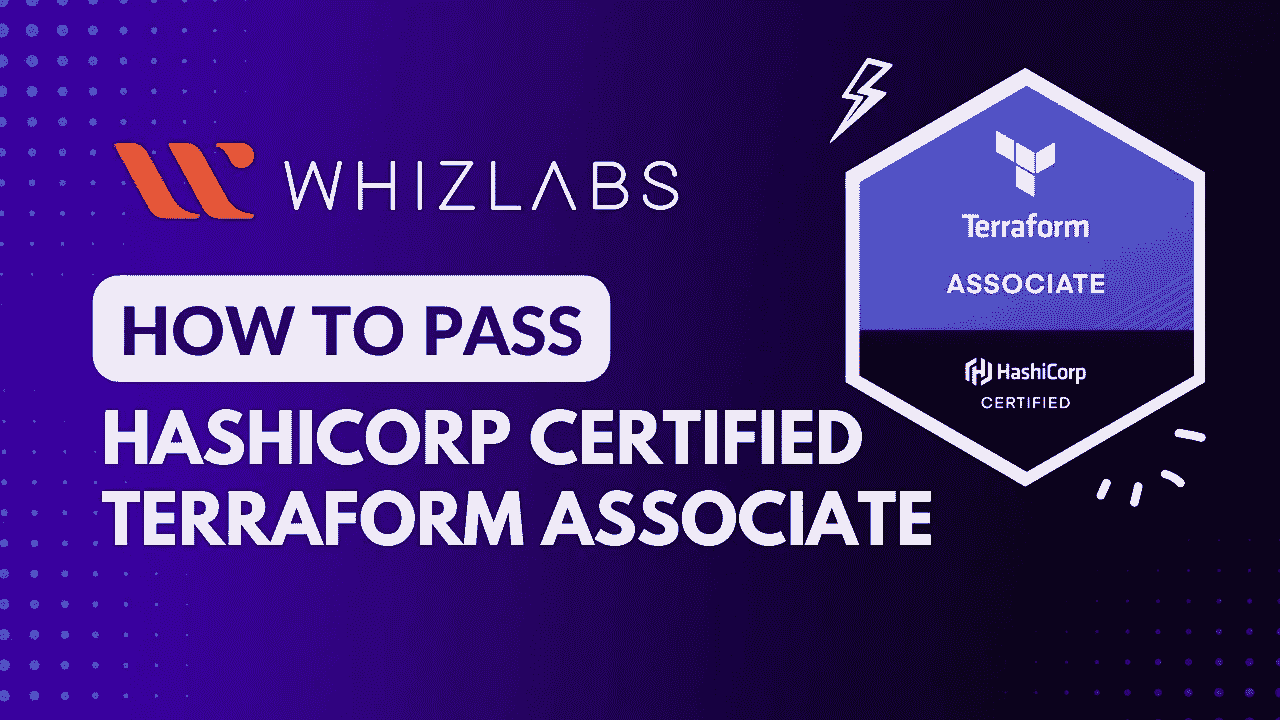 WHIZLABS
HOW TO PASS
HASHICORP CERTIFIED
TERRAFORM ASSOCIATE
Terraform
ASSOCIATE
HashiCorp
CERTIFIED